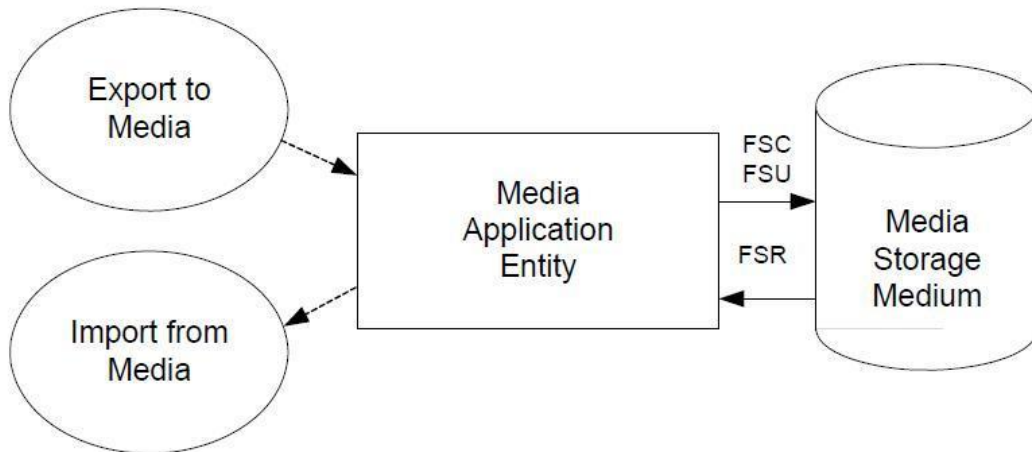 Export to
Media
Import from
Media
Media
Application
Entity
FSC
FSU
FSR
Media
Storage
Medium